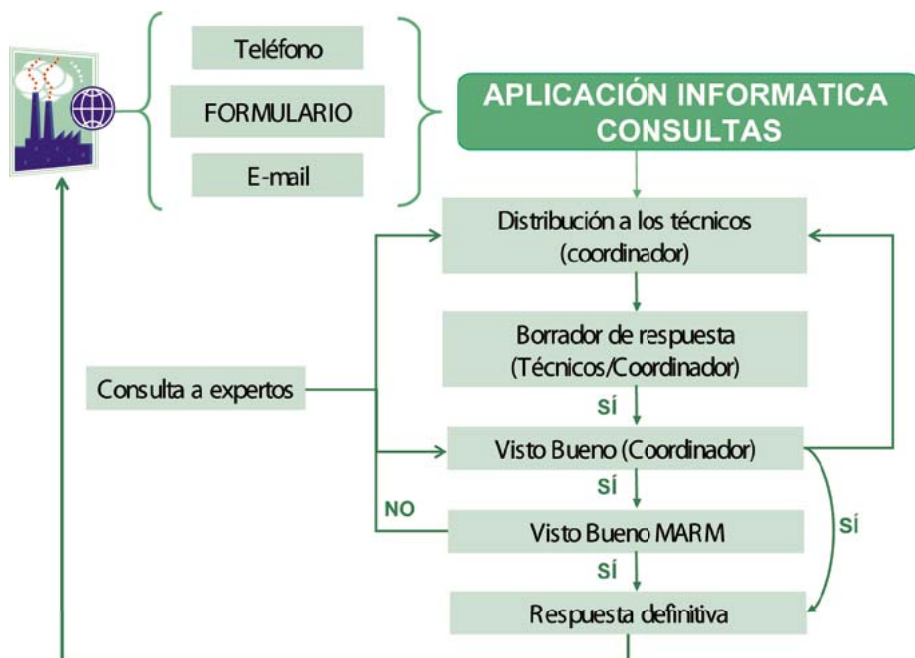 Teléfono
FORMULARIO
E-mail
APLICACIÓN INFORMATICA
CONSULTAS
Distribución a los técnicos
(coordinador)
Borrador de respuesta
(Técnicos/Coordinador)
Consulta a expertos
SÍ
Visto Bueno (Coordinador)
SÍ
NO
Visto Bueno MARM
SÍ
SÍ
Respuesta definitiva